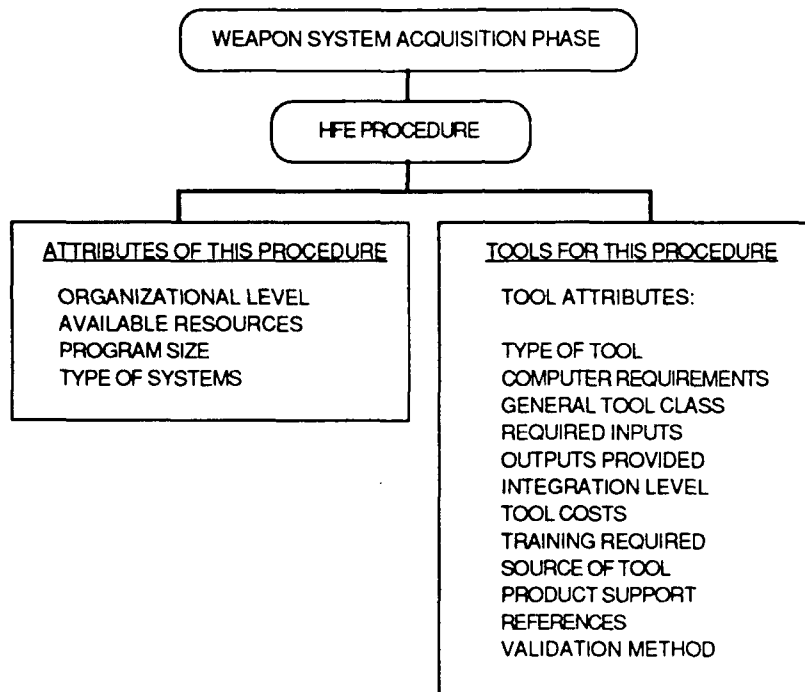 WEAPON SYSTEM ACQUISITION PHASE
HFE PROCEDURE
ATTRIBUTES OF THIS PROCEDURE
ORGANIZATIONAL LEVEL
AVAILABLE RESOURCES
PROGRAM SIZE
TYPE OF SYSTEMS
TOOLS FOR THIS PROCEDURE
TOOL ATTRIBUTES:
TYPE OF TOOL
COMPUTER REQUIREMENTS
GENERAL TOOL CLASS
REQUIRED INPUTS
OUTPUTS PROVIDED
INTEGRATION LEVEL
TOOL COSTS
TRAINING REQUIRED
SOURCE OF TOOL
PRODUCT SUPPORT
REFERENCES
VALIDATION METHOD